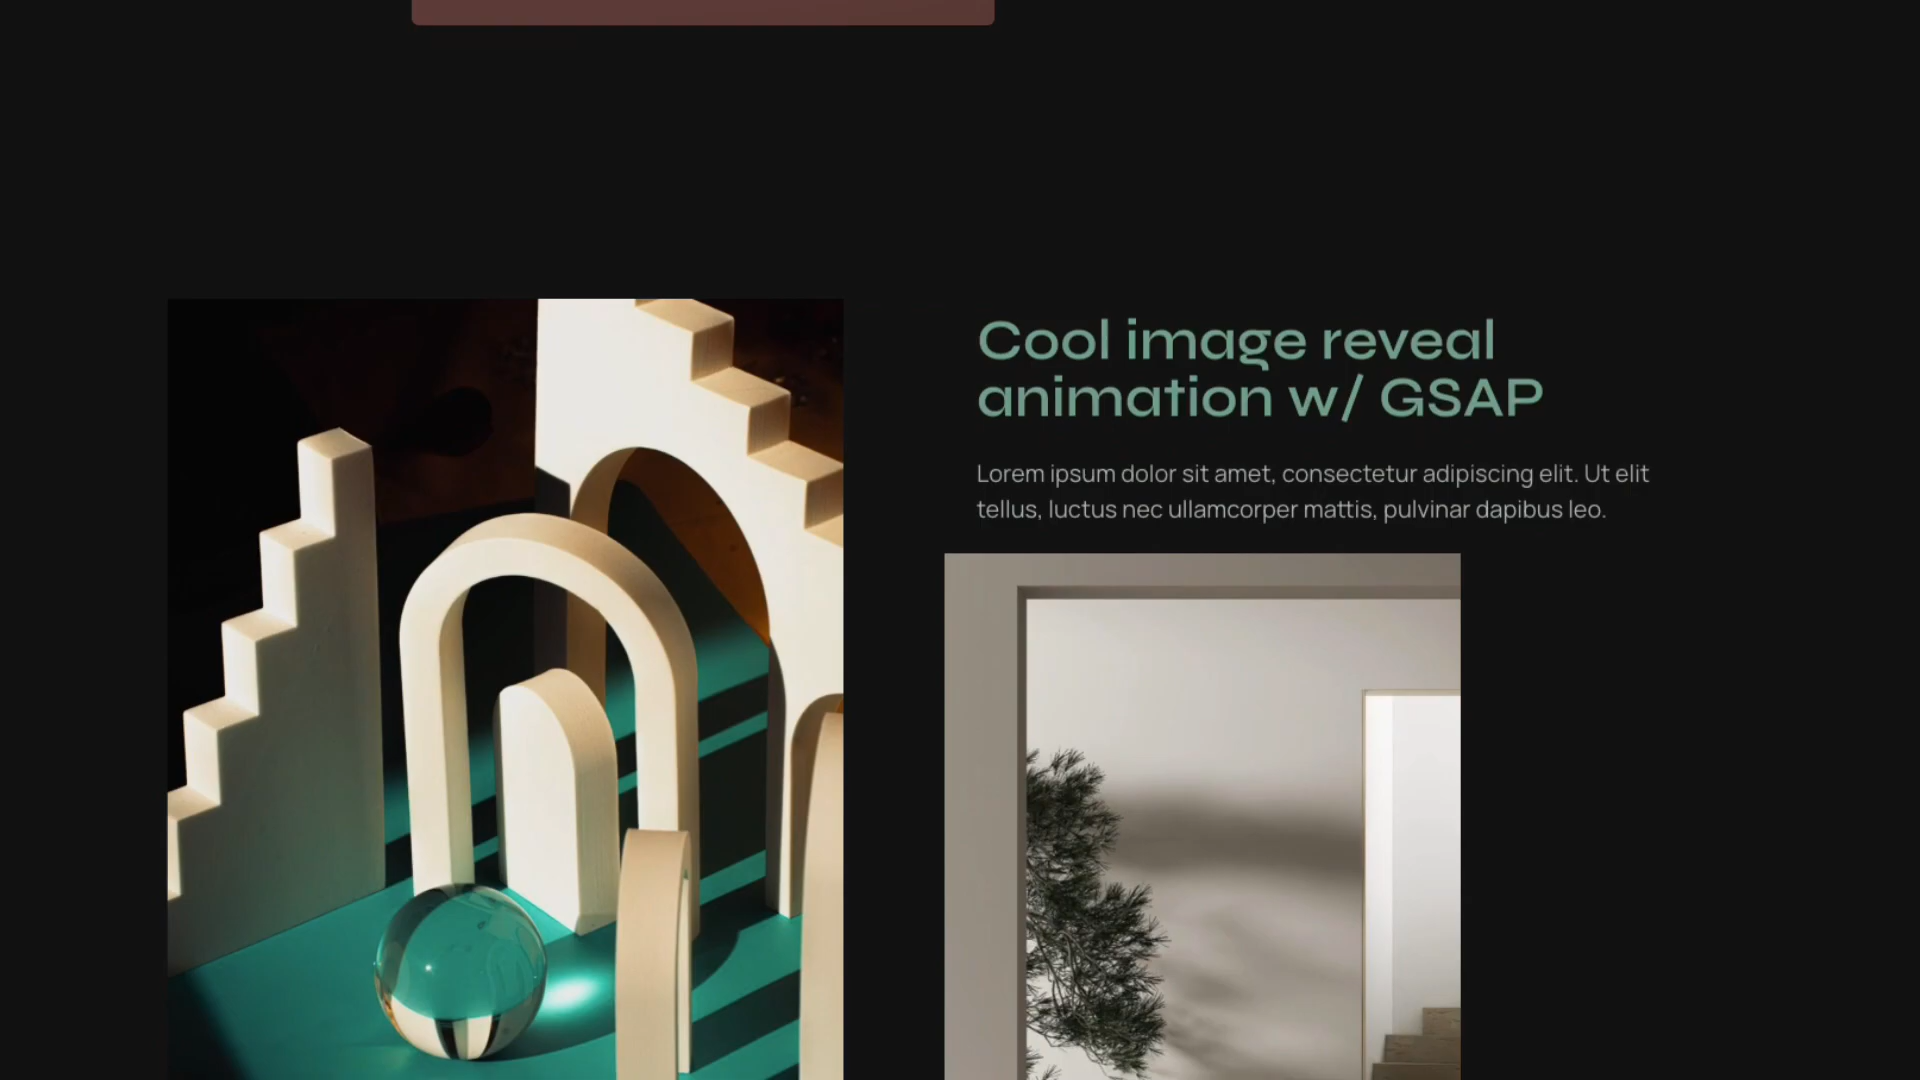 Cool image reveal
animation w/ GSAP
Lorem ipsum dolor sit amet, consectetur adipiscing elit. Ut elit
tellus, luctus nec ullamcorper mattis, pulvinar dapibus leo.